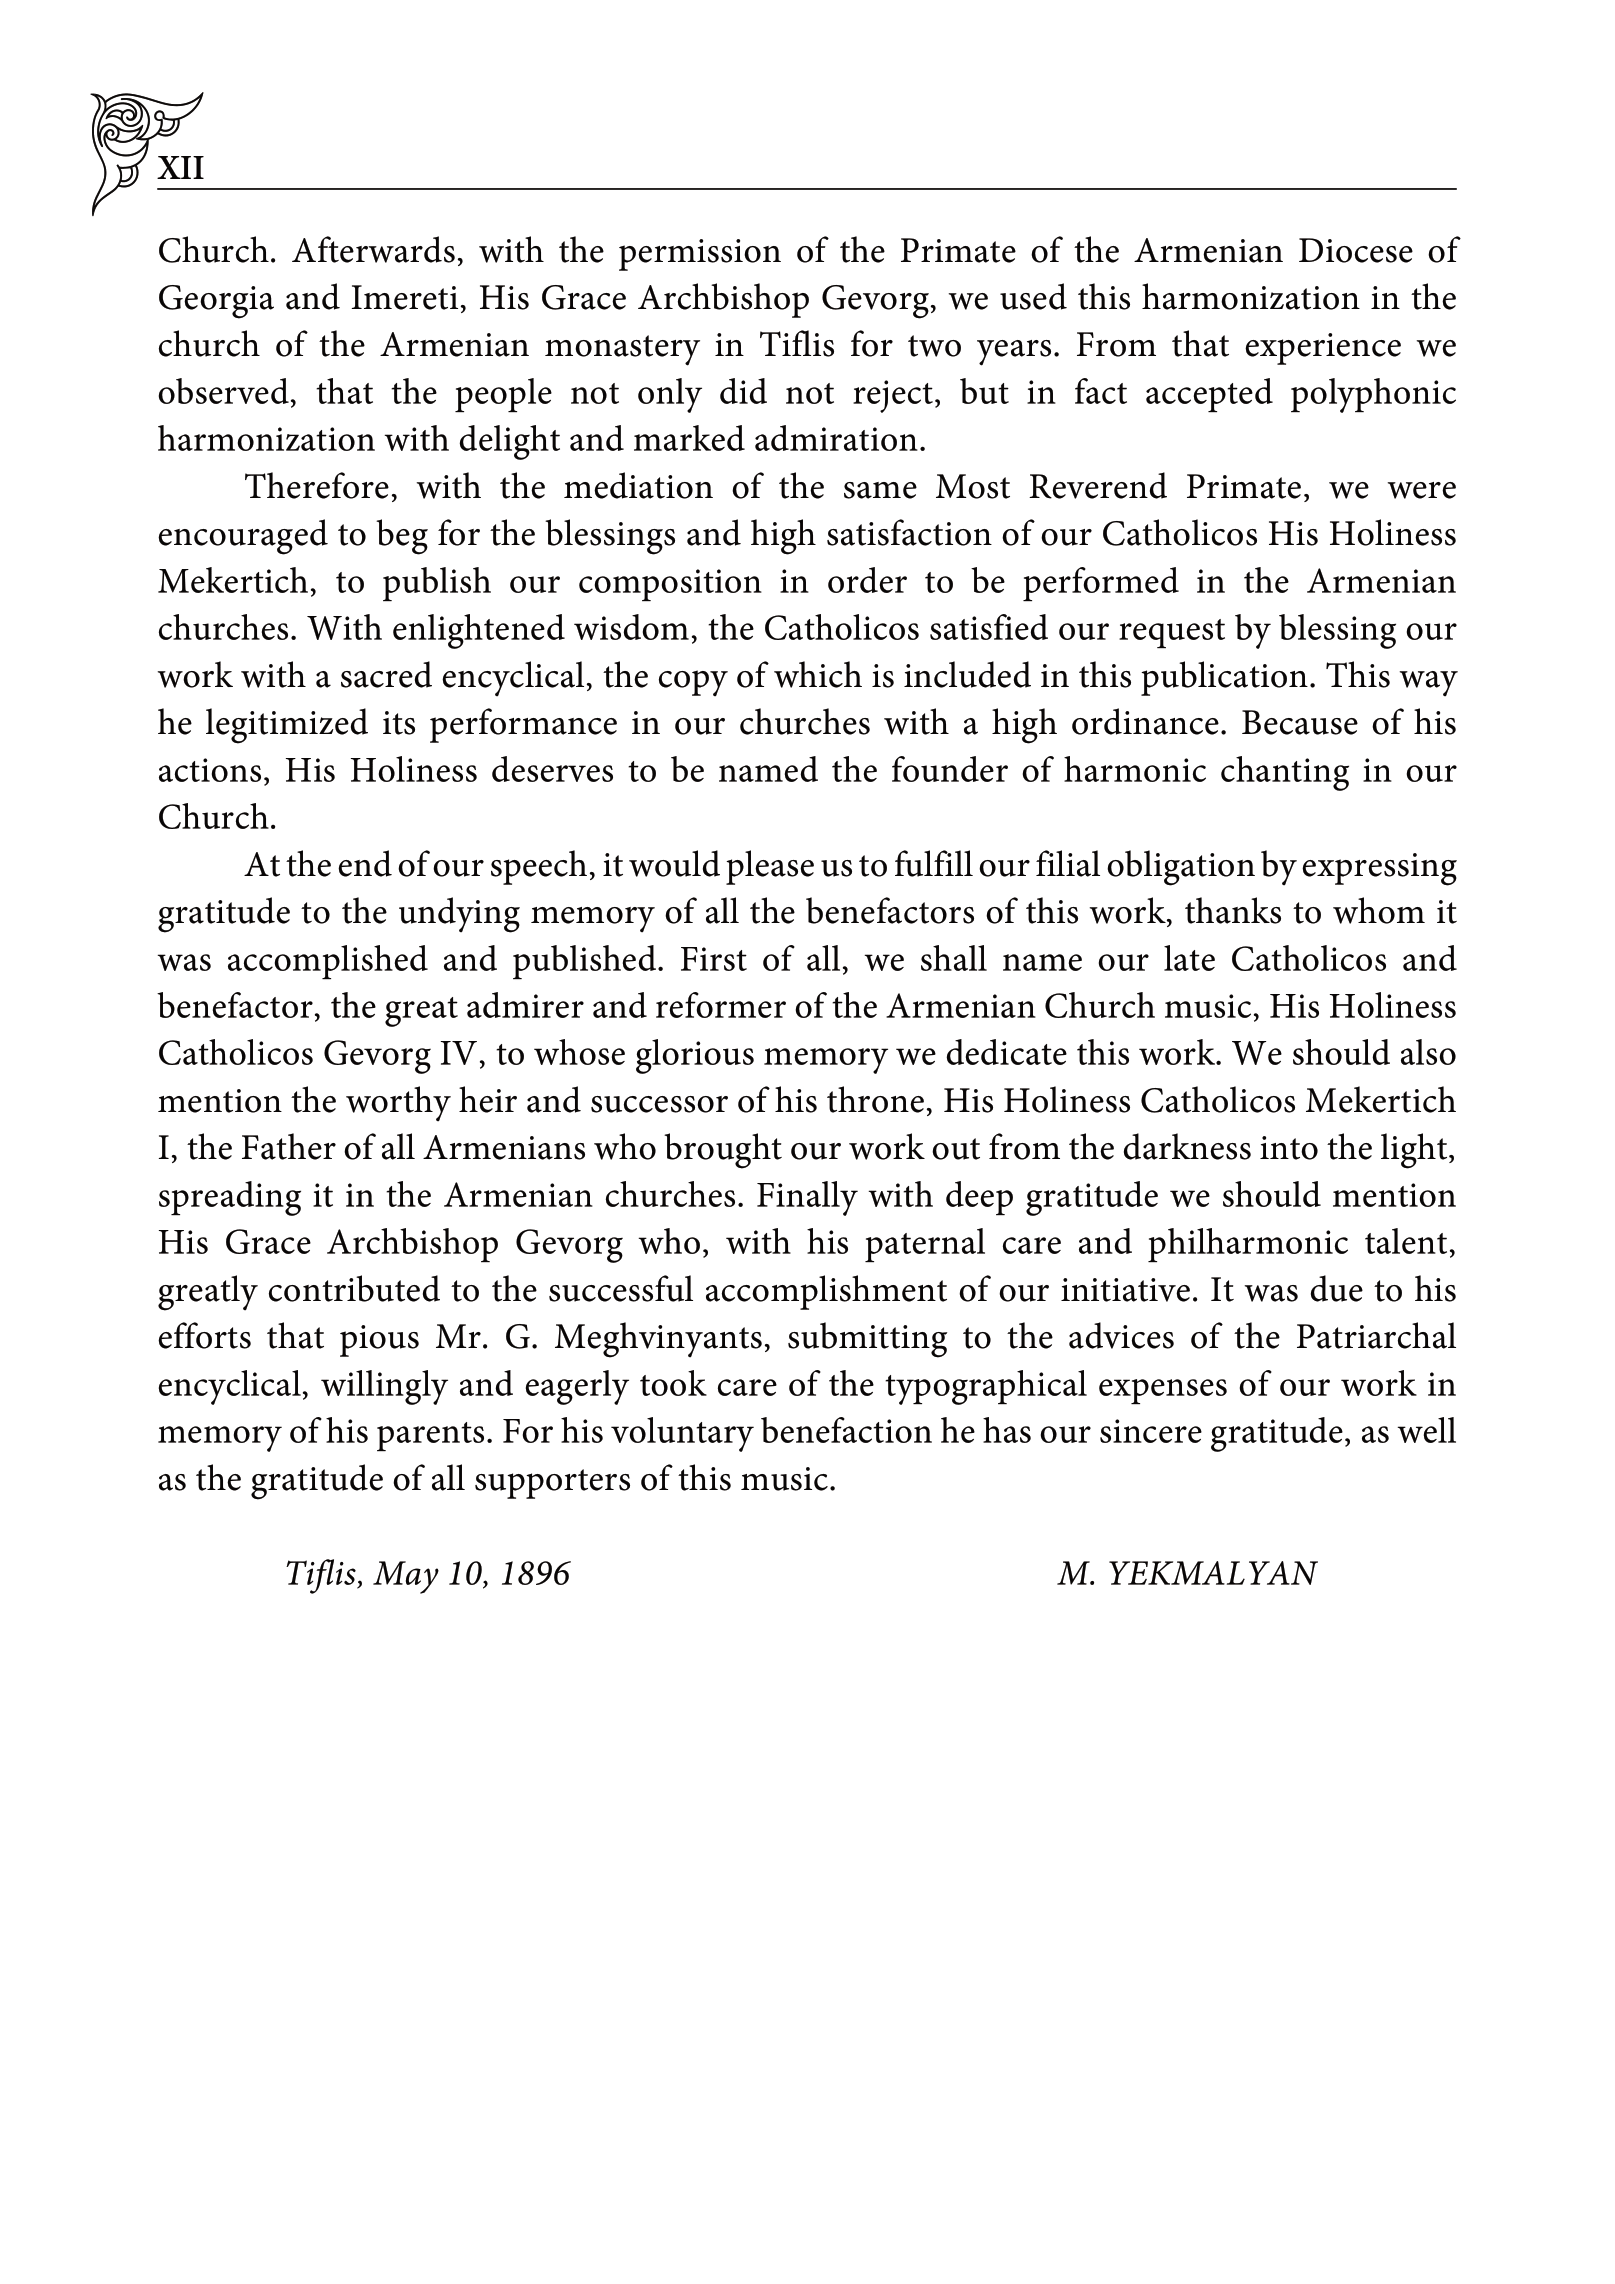 XII
Church. Afterwards, with the permission of the Primate of the Armenian Diocese of
Georgia and Imereti, His Grace Archbishop Gevorg, we used this harmonization in the
church of the Armenian monastery in Tiflis for two years. From that experience we
observed, that the people not only did not reject, but in fact accepted polyphonic
harmonization with delight and marked admiration.
Therefore, with the mediation of the same Most Reverend Primate, we were
encouraged to beg for the blessings and high satisfaction of our Catholicos His Holiness
Mekertich, to publish our composition in order to be performed in the Armenian
churches. With enlightened wisdom, the Catholicos satisfied our request by blessing our
work with a sacred encyclical, the copy of which is included in this publication. This way
he legitimized its performance in our churches with a high ordinance. Because of his
actions, His Holiness deserves to be named the founder of harmonic chanting in our
Church.
At the end of our speech, it would please us to fulfill our filial obligation by expressing
gratitude to the undying memory of all the benefactors of this work, thanks to whom it
was accomplished and published. First of all, we shall name our late Catholicos and
benefactor, the great admirer and reformer of the Armenian Church music, His Holiness
Catholicos Gevorg IV, to whose glorious memory we dedicate this work. We should also
mention the worthy heir and successor of his throne, His Holiness Catholicos Mekertich
I, the Father of all Armenians who brought our work out from the darkness into the light,
spreading it in the Armenian churches. Finally with deep gratitude we should mention
His Grace Archbishop Gevorg who, with his paternal care and philharmonic talent,
greatly contributed to the successful accomplishment of our initiative. It was due to his
efforts that pious Mr. G. Meghvinyants, submitting to the advices of the Patriarchal
encyclical, willingly and eagerly took care of the typographical expenses of our work in
memory of his parents. For his voluntary benefaction he has our sincere gratitude, as well
as the gratitude of all supporters of this music.
Tiflis, May 10, 1896 M. YEKMALYAN